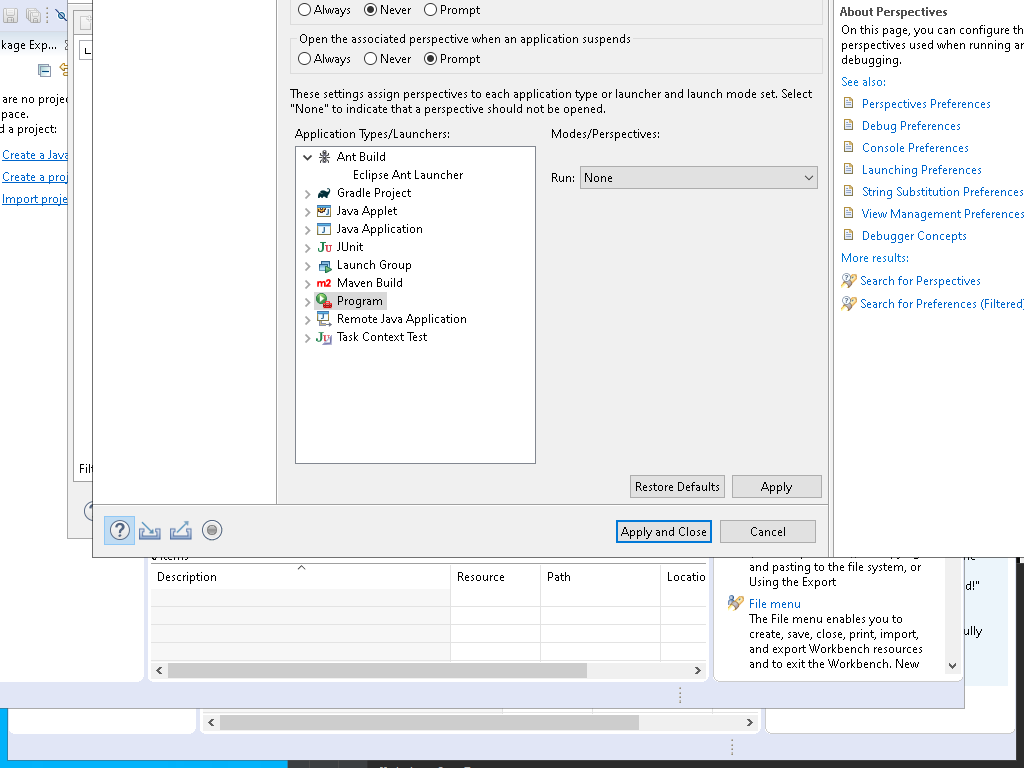 Always Never Prompt
Open the associated perspective when an application suspends
Always Never Prompt
These settings assign perspectives to each application type or launcher and launch mode set. Select
"None" to indicate that a perspective should not be opened.
Application Types/Launchers:
Modes/Perspectives:
Ant Build
Eclipse Ant Launcher
Gradle Project
Java Applet
Java Application
Ju JUnit
Launch Group
m2 Maven Build
Program
Remote Java Application
Ju Task Context Test
Run: None
Restore Defaults
Apply
Apply and Close
Cancel
About Perspectives
On this page, you can configure th
perspectives used when running an
debugging.
See also:
Perspectives Preferences
Debug Preferences
Console Preferences
Launching Preferences
String Substitution Preferences
View Management Preferences
Debugger Concepts
More results:
Search for Perspectives
Search for Preferences (Filtered)
kage Exp...
are no projec
pace.
d a project:
Create a Java
Create a proj
Import proje
Filt
Description
Resource
Path
Locatio
and pasting to the file system, or
Using the Export
File menu
The File menu enables you to
create, save, close, print, import,
and export Workbench resources
and to exit the Workbench. New
d!"
ully